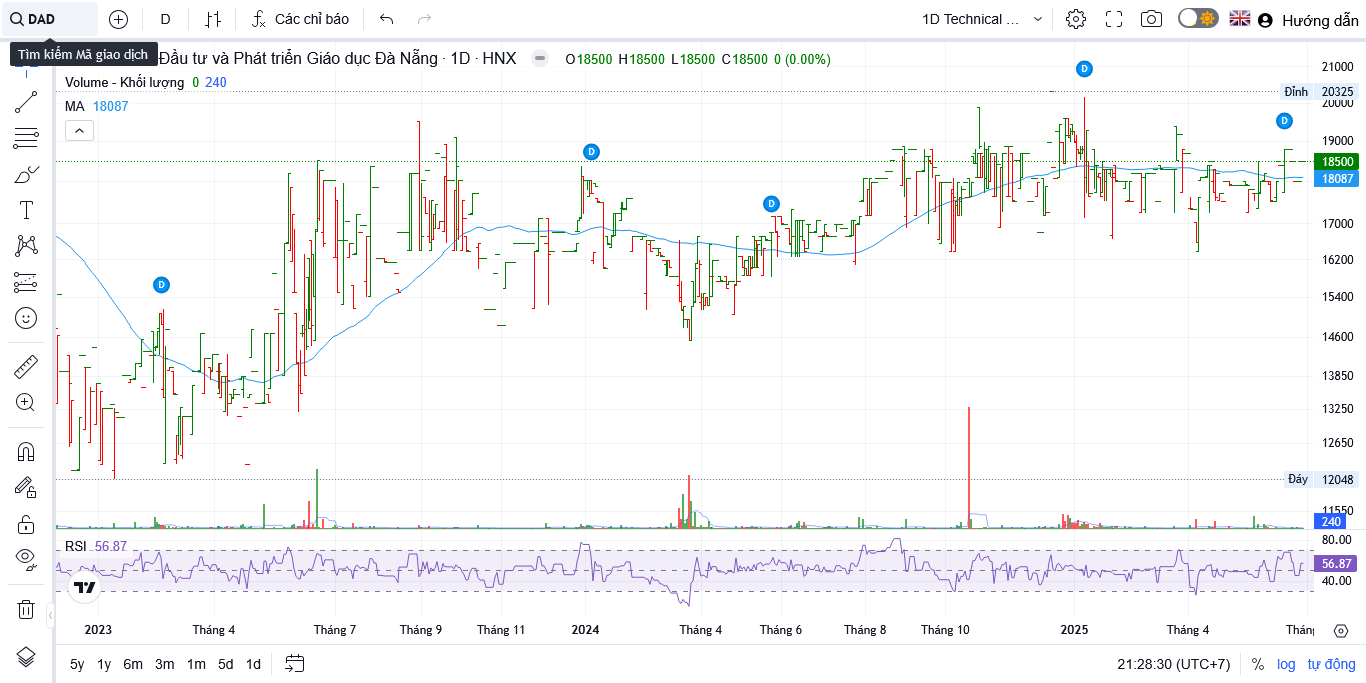 DAD
D
Các chỉ báo
1D Technical ...
Hướng dẫn
Tìm kiếm Mã giao dịch
Đầu tư và Phát triển Giáo dục Đà Nẵng · 1D · HNX
O18500 H18500 L18500 C18500 0 (0.00%)
Volume - Khối lượng 0 240
MA 18087
D
D
D
D
D
21000
Đỉnh 20325
20000
19000
18500
18087
17000
16200
15400
14600
13850
13250
12650
Đáy 12048
11550
240
RSI 56.87
80.00
56.87
40.00
2023
Tháng 4
Tháng 7
Tháng 9
Tháng 11
2024
Tháng 4
Tháng 6
Tháng 8
Tháng 10
2025
Tháng 4
5y 1y 6m 3m 1m 5d 1d
21:28:30 (UTC+7)
% log tự động